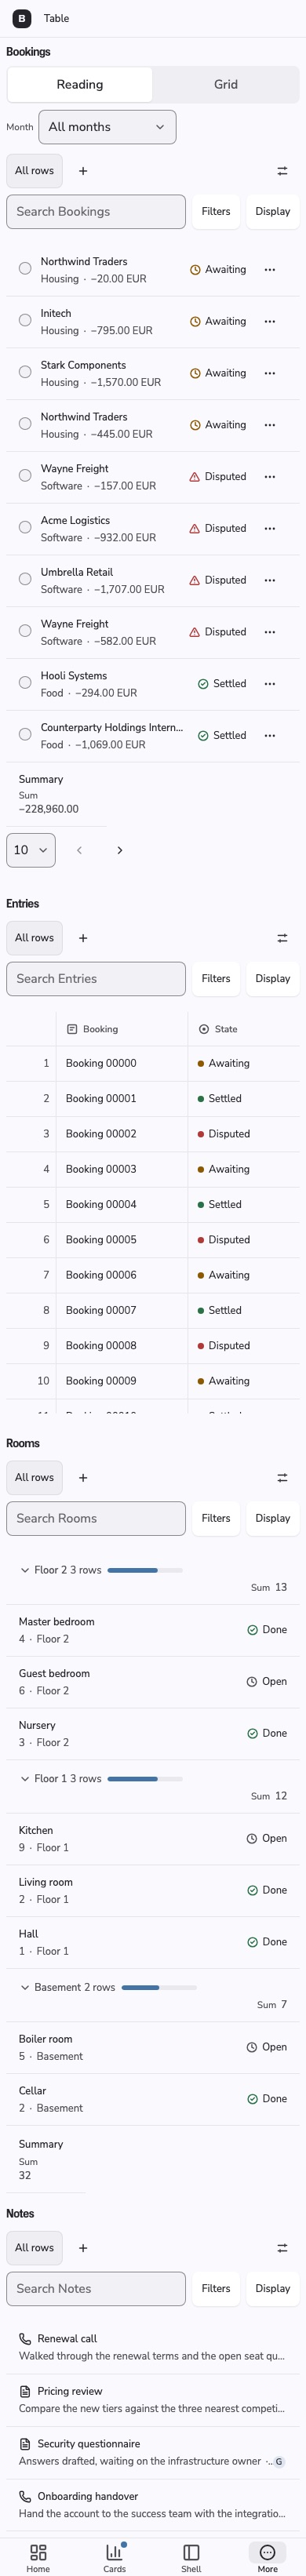 B Table
Bookings
Reading Grid
Month All months
All rows
Search Bookings Filters Display
Northwind Traders
Housing · −20.00 EUR Awaiting
Initech
Housing · −795.00 EUR Awaiting
Stark Components
Housing · −1,570.00 EUR Awaiting
Northwind Traders
Housing · −445.00 EUR Awaiting
Wayne Freight
Software · −157.00 EUR Disputed
Acme Logistics
Software · −932.00 EUR Disputed
Umbrella Retail
Software · −1,707.00 EUR Disputed
Wayne Freight
Software · −582.00 EUR Disputed
Hooli Systems
Food · −294.00 EUR Settled
Counterparty Holdings Intern...
Food · −1,069.00 EUR Settled
Summary
Sum
−228,960.00
10
Entries
All rows
Search Entries Filters Display
Booking State
1 Booking 00000 Awaiting
2 Booking 00001 Settled
3 Booking 00002 Disputed
4 Booking 00003 Awaiting
5 Booking 00004 Settled
6 Booking 00005 Disputed
7 Booking 00006 Awaiting
8 Booking 00007 Settled
9 Booking 00008 Disputed
10 Booking 00009 Awaiting
Rooms
All rows
Search Rooms Filters Display
Floor 2 3 rows
Sum 13
Master bedroom
4 · Floor 2 Done
Guest bedroom
6 · Floor 2 Open
Nursery
3 · Floor 2 Done
Floor 1 3 rows
Sum 12
Kitchen
9 · Floor 1 Open
Living room
2 · Floor 1 Done
Hall
1 · Floor 1 Done
Basement 2 rows
Sum 7
Boiler room
5 · Basement Open
Cellar
2 · Basement Done
Summary
Sum
32
Notes
All rows
Search Notes Filters Display
Renewal call
Walked through the renewal terms and the open seat qu...
Pricing review
Compare the new tiers against the three nearest competi...
Security questionnaire
Answers drafted, waiting on the infrastructure owner ·.. G
Onboarding handover
Hand the account to the success team with the integratio...
Home Cards Shell More